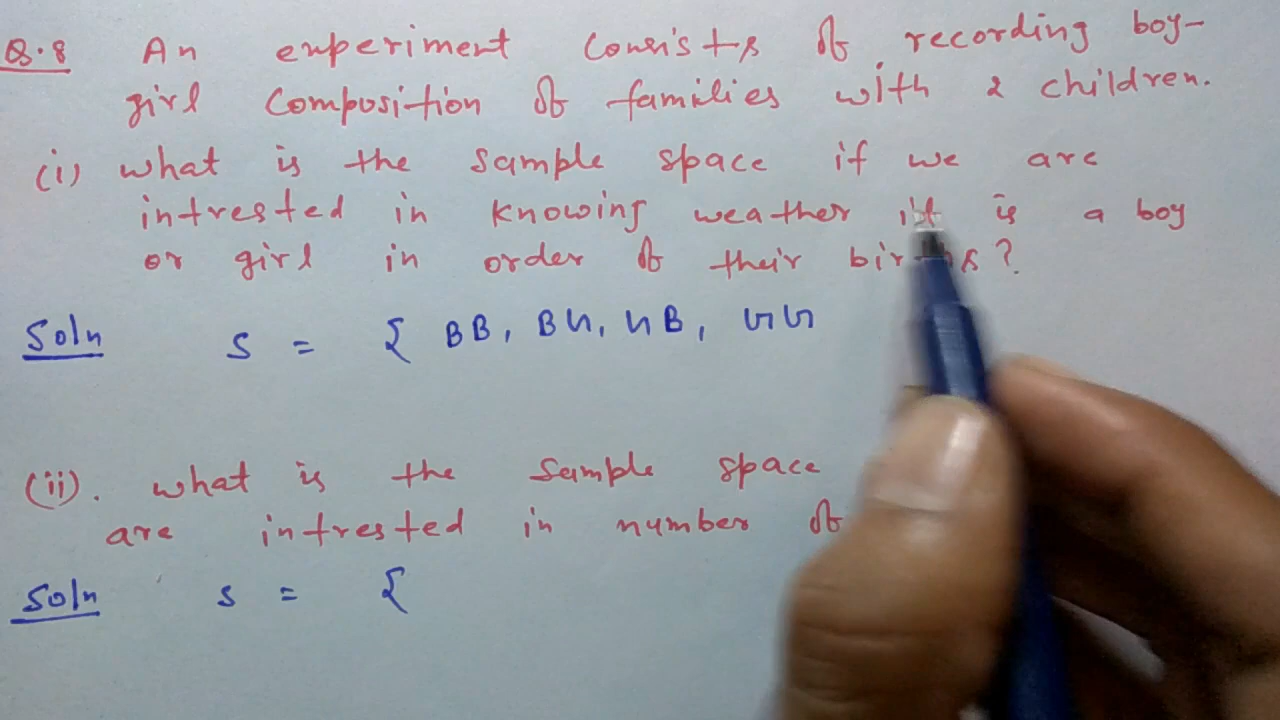 Q.8 An experiment consists of recording boy-
girl composition of families with 2 children.
(i) what is the sample space if we are
intrested in knowing weather it is a boy
or girl in order of their births?
Soln S = { BB, BG, GB, GG
(ii). what is the sample space
are intrested in number of
Soln S = {